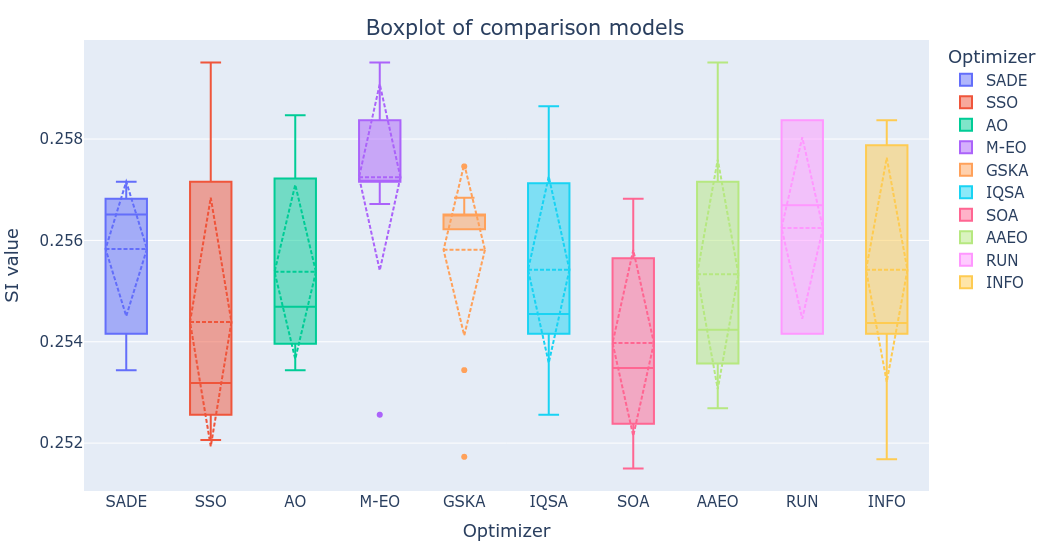 Boxplot of comparison models
SI value
0.258
0.256
0.254
0.252
SADE
SSO
AO
M-EO
GSKA
IQSA
SOA
AAEO
RUN
INFO
Optimizer
Optimizer
SADE
SSO
AO
M-EO
GSKA
IQSA
SOA
AAEO
RUN
INFO